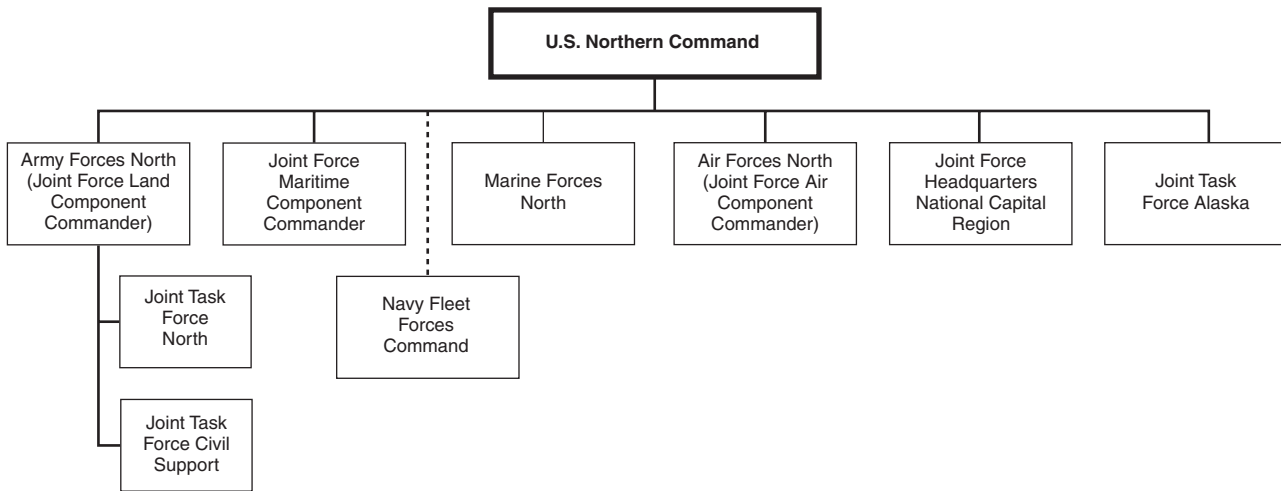 U.S. Northern Command
Army Forces North
(Joint Force Land
Component
Commander)
Joint Force
Maritime
Component
Commander
Marine Forces
North
Air Forces North
(Joint Force Air
Component
Commander)
Joint Force
Headquarters
National Capital
Region
Joint Task
Force Alaska
Joint Task
Force
North
Navy Fleet
Forces
Command
Joint Task
Force Civil
Support